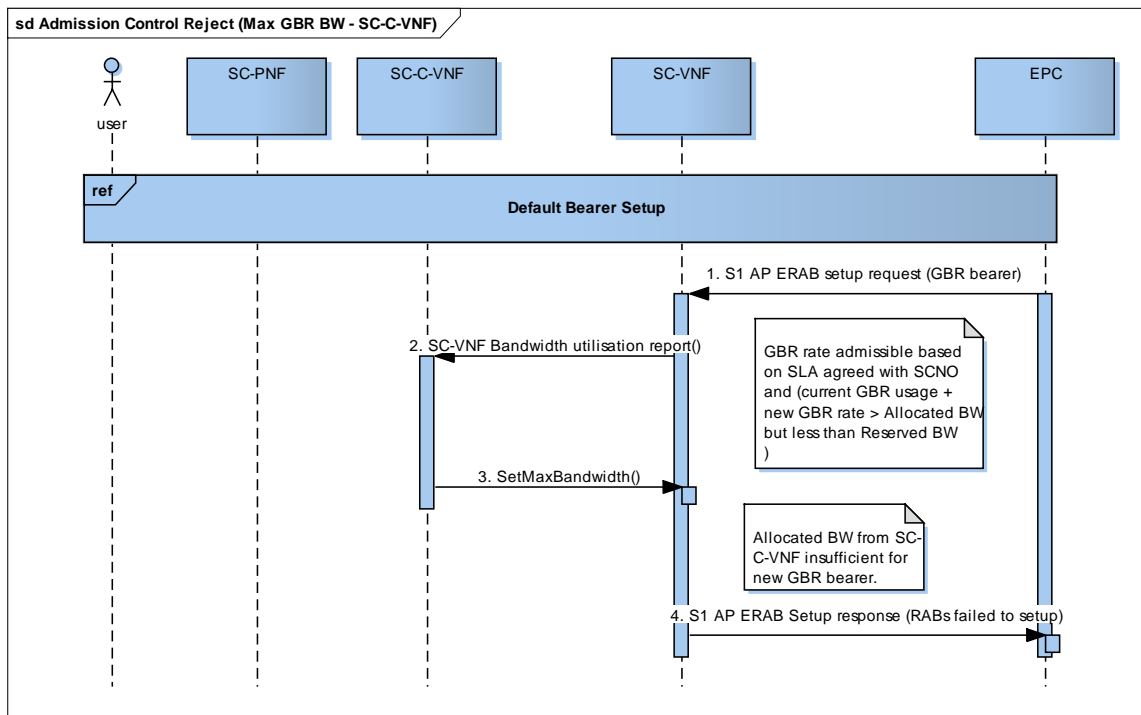 sd Admission Control Reject (Max GBR BW - SC-C-VNF)
user
SC-PNF
SC-C-VNF
SC-VNF
EPC
ref
Default Bearer Setup
1. S1 AP ERAB setup request (GBR bearer)
GBR rate admissible based
on SLA agreed with SCNO
and (current GBR usage +
new GBR rate > Allocated BW
but less than Reserved BW
)
2. SC-VNF Bandwidth utilisation report()
3. SetMaxBandwidth()
Allocated BW from SC-
C-VNF insufficient for
new GBR bearer.
4. S1 AP ERAB Setup response (RABs failed to setup)